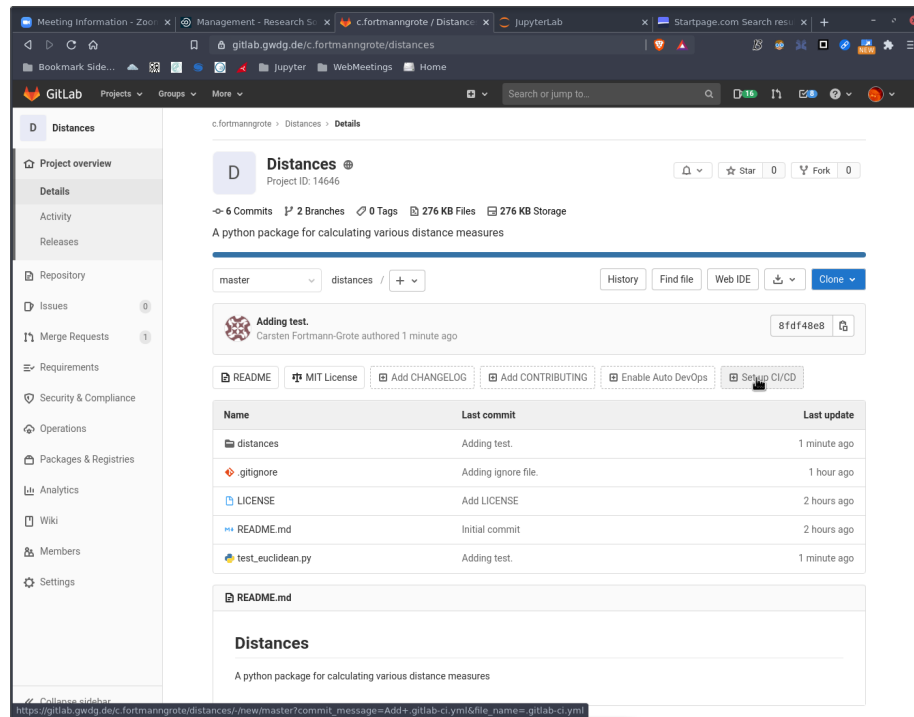 Meeting Information - Zoo
Management - Research So
c.fortmanngrote / Distance
JupyterLab
Startpage.com Search resu
gitlab.gwdg.de/c.fortmanngrote/distances
NEW
Bookmark Side...
Jupyter
WebMeetings
Home
GitLab Projects Groups More Search or jump to... 16 8
D Distances
c.fortmanngrote > Distances > Details
Project overview
Details
Activity
Releases
Repository
Issues 0
Merge Requests 1
Requirements
Security & Compliance
Operations
Packages & Registries
Analytics
Wiki
Members
Settings
Collapse sidebar
D
Distances
Project ID: 14646
Star 0 Fork 0
6 Commits 2 Branches 0 Tags 276 KB Files 276 KB Storage
A python package for calculating various distance measures
master distances / + History Find file Web IDE Clone
Adding test.
Carsten Fortmann-Grote authored 1 minute ago
8fdf48e8
README MIT License Add CHANGELOG Add CONTRIBUTING Enable Auto DevOps Set up CI/CD
Name Last commit Last update
distances Adding test. 1 minute ago
.gitignore Adding ignore file. 1 hour ago
LICENSE Add LICENSE 2 hours ago
README.md Initial commit 2 hours ago
test_euclidean.py Adding test. 1 minute ago
README.md
Distances
A python package for calculating various distance measures
https://gitlab.gwdg.de/c.fortmanngrote/distances/-/new/master?commit_message=Add+.gitlab-ci.yml&file_name=.gitlab-ci.yml